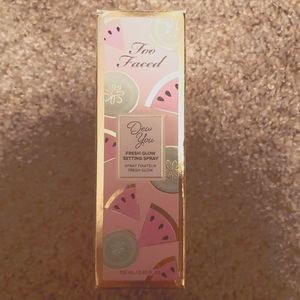 Too
Faced
Dew
You
FRESH GLOW
SETTING SPRAY
SPRAY FIXATEUR
FRESH GLOW